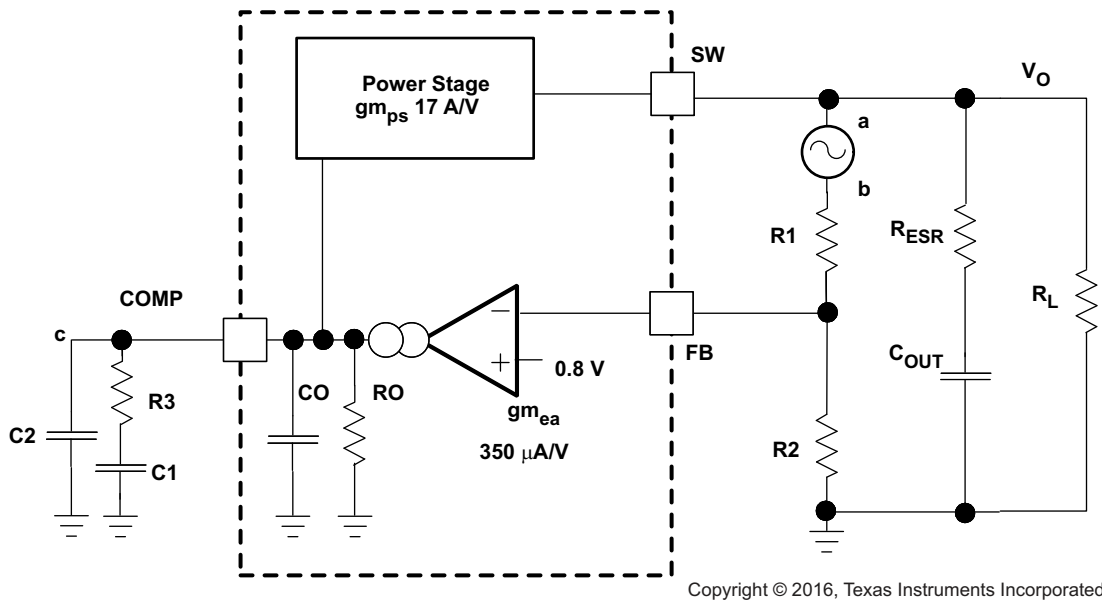 SW
Power Stage
gm_ps 17 A/V
V_O
a
b
R1
R_ESR
R_L
COMP
c
FB
0.8 V
C_OUT
CO
RO
R3
gm_ea
C2
C1
350 μA/V
R2
−
+
Copyright © 2016, Texas Instruments Incorporated